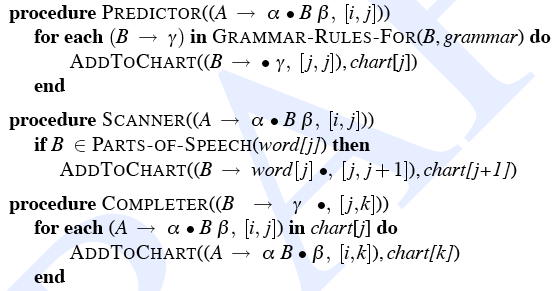 procedure PREDICTOR((A → α • B β, [i, j]))
for each (B → γ) in GRAMMAR-RULES-FOR(B, grammar) do
ADDTOCHART((B → • γ, [j, j]), chart[j])
end
procedure SCANNER((A → α • B β, [i, j]))
if B ∈ PARTS-OF-SPEECH(word[j]) then
ADDTOCHART((B → word[j] •, [j, j+1]), chart[j+1])
procedure COMPLETER((B → γ •, [j,k]))
for each (A → α • B β, [i, j]) in chart[j] do
ADDTOCHART((A → α B • β, [i,k]), chart[k])
end